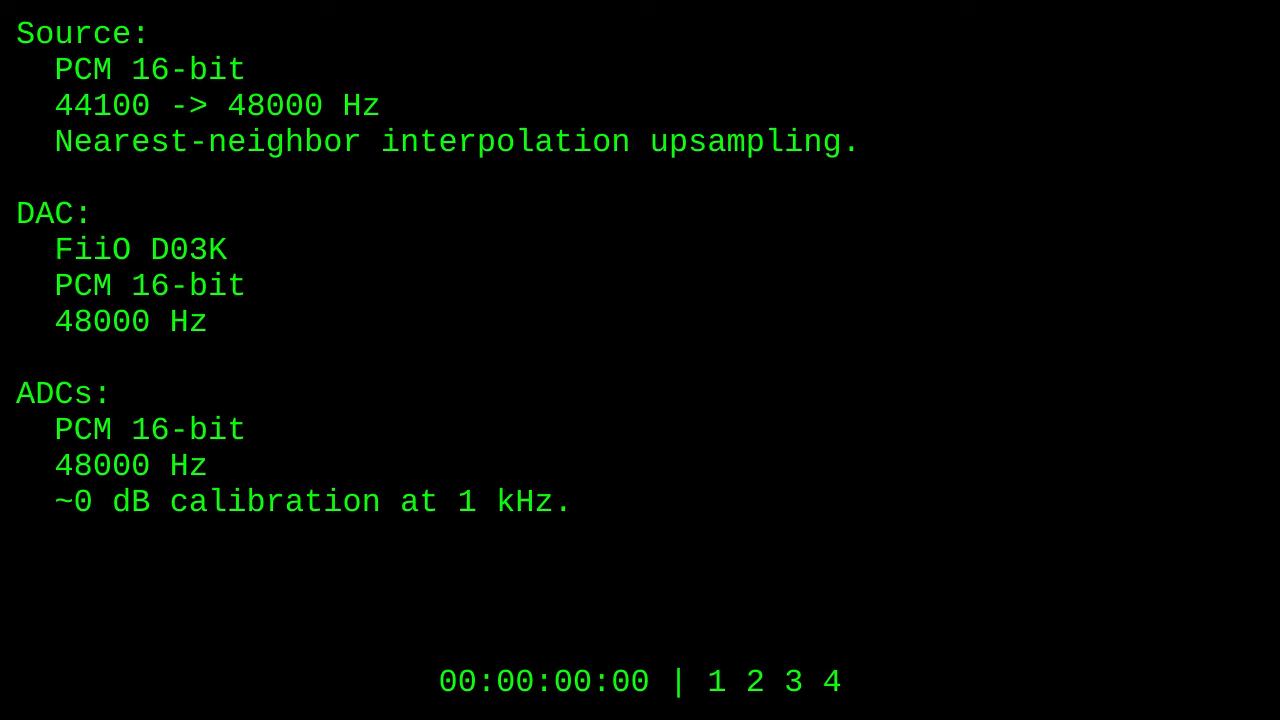 Source:
PCM 16-bit
44100 -> 48000 Hz
Nearest-neighbor interpolation upsampling.
DAC:
FiiO D03K
PCM 16-bit
48000 Hz
ADCs:
PCM 16-bit
48000 Hz
~0 dB calibration at 1 kHz.
00:00:00:00 | 1 2 3 4